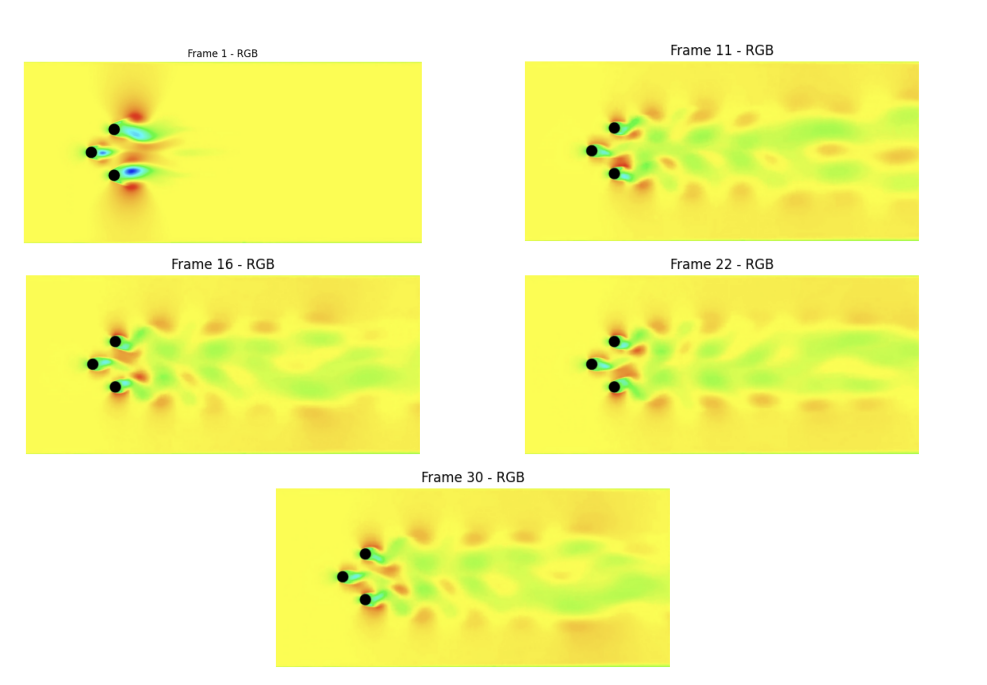 Frame 1 - RGB
Frame 11 - RGB
Frame 16 - RGB
Frame 22 - RGB
Frame 30 - RGB